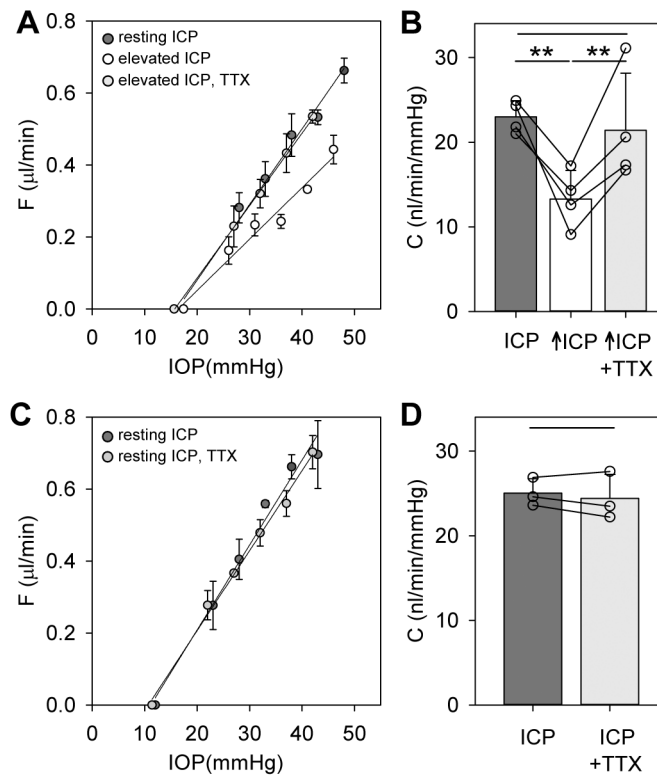 A
resting ICP
elevated ICP
elevated ICP, TTX
F (µl/min)
0.8
0.6
0.4
0.2
0.0
0 10 20 30 40 50
IOP(mmHg)
B
** **
C (nl/min/mmHg)
30
20
10
0
ICP ↑ICP ↑ICP
+TTX
C
resting ICP
resting ICP, TTX
F (µl/min)
0.8
0.6
0.4
0.2
0.0
0 10 20 30 40 50
IOP(mmHg)
D
C (nl/min/mmHg)
30
20
10
0
ICP ICP
+TTX